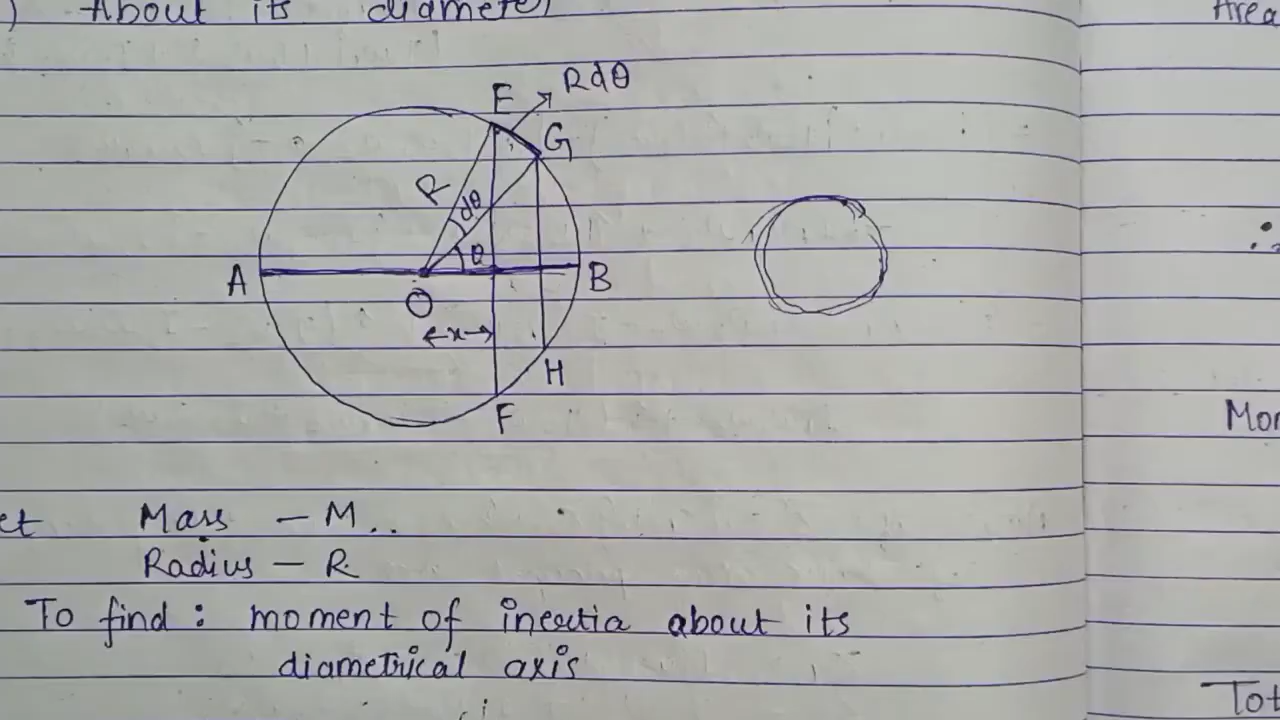 ) About its diameter
Area
E
Rdθ
G
R
dθ
θ
A
B
O
←x→
H
F
∴
Mor
et Mass – M..
Radius – R
To find : moment of inertia about its
diametrical axis
Tot